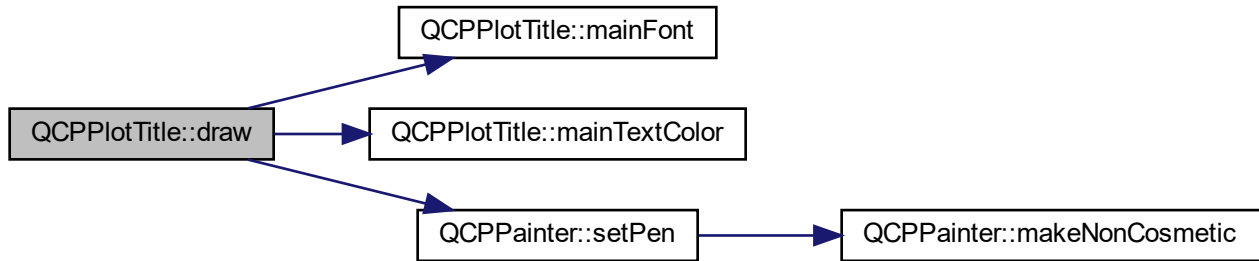 QCPPlotTitle::mainFont
QCPPlotTitle::draw
QCPPlotTitle::mainTextColor
QCPPainter::setPen
QCPPainter::makeNonCosmetic